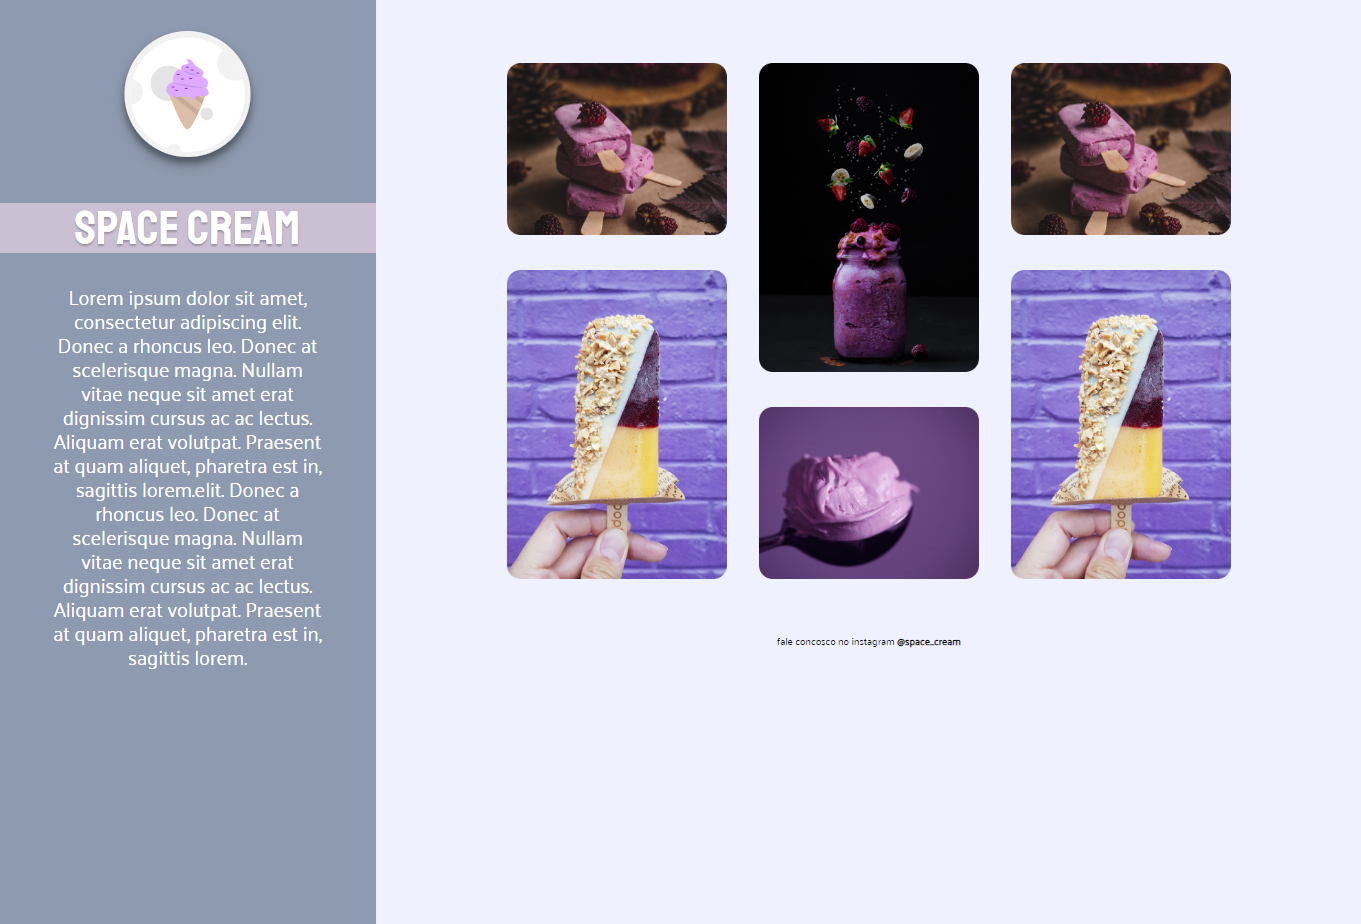 SPACE CREAM
Lorem ipsum dolor sit amet,
consectetur adipiscing elit.
Donec a rhoncus leo. Donec at
scelerisque magna. Nullam
vitae neque sit amet erat
dignissim cursus ac ac lectus.
Aliquam erat volutpat. Praesent
at quam aliquet, pharetra est in,
sagittis lorem.elit. Donec a
rhoncus leo. Donec at
scelerisque magna. Nullam
vitae neque sit amet erat
dignissim cursus ac ac lectus.
Aliquam erat volutpat. Praesent
at quam aliquet, pharetra est in,
sagittis lorem.
fale concosco no instagram @space_cream